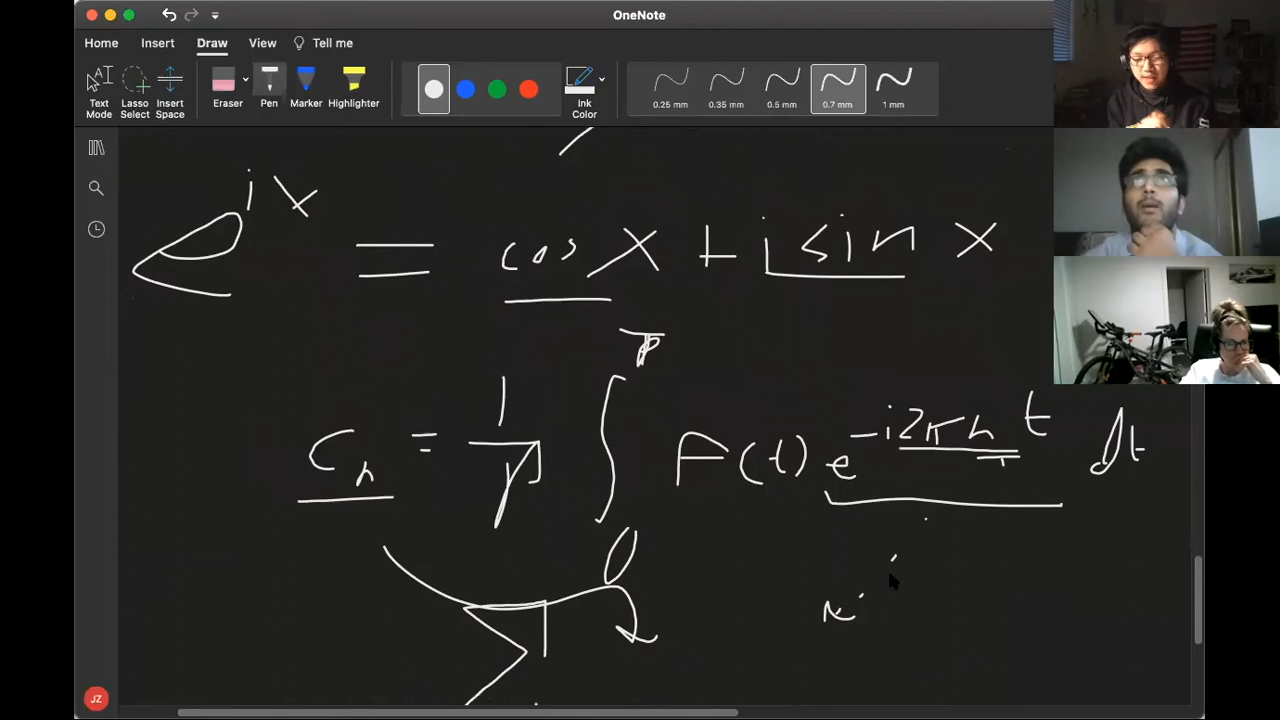 OneNote
Home Insert Draw View Tell me
Text Mode Lasso Select Insert Space Eraser Pen Marker Highlighter Ink Color 0.25 mm 0.35 mm 0.5 mm 0.7 mm 1 mm
e^{ix} = cos x + i sin x
c_n = 1/P ∫_0^P F(t) e^{-i2πn/T t} dt
Σ
JZ